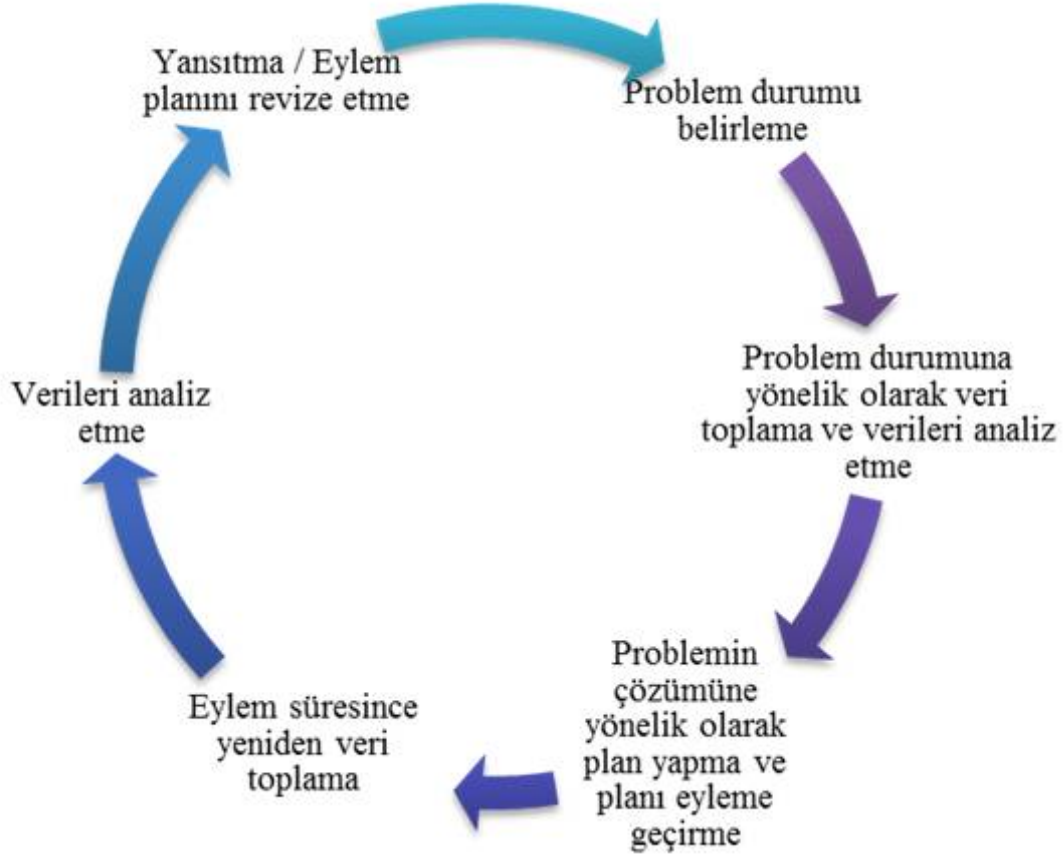 Yansıtma / Eylem
planını revize etme
Problem durumu
belirleme
Problem durumuna
yönelik olarak veri
toplama ve verileri analiz
etme
Problemin
çözümüne
yönelik olarak
plan yapma ve
planı eyleme
geçirme
Eylem süresince
yeniden veri
toplama
Verileri analiz
etme